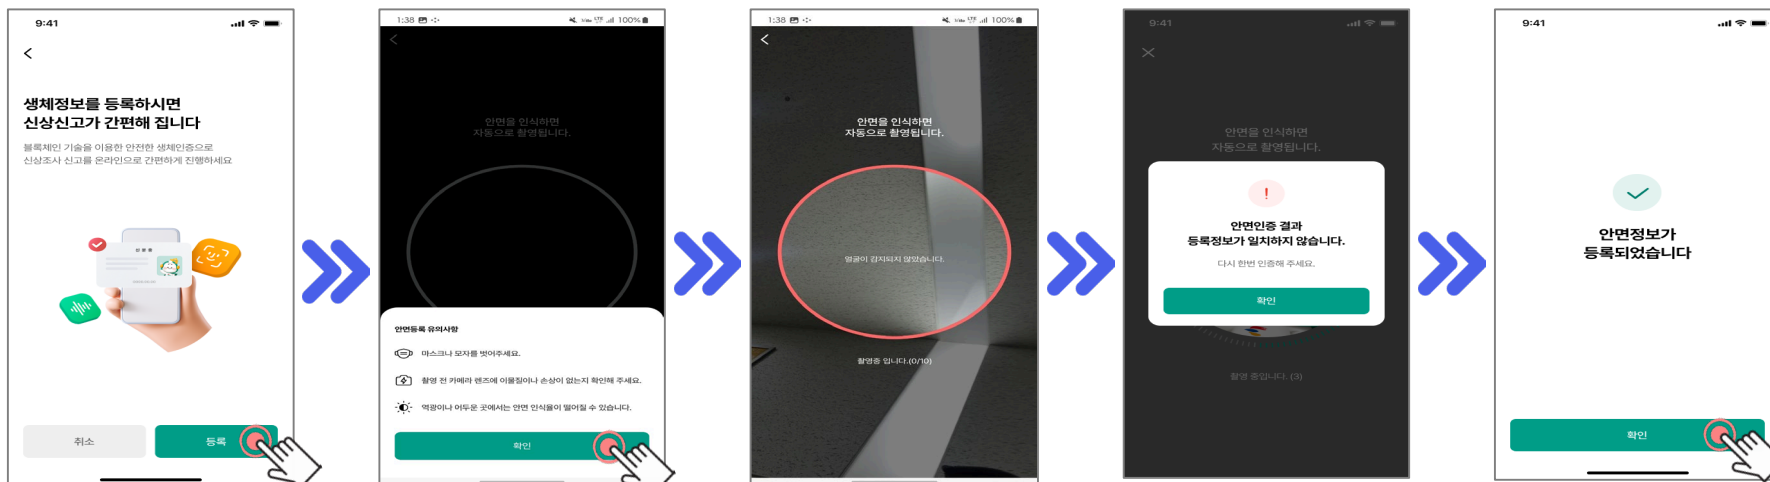 9:41
생체정보를 등록하시면
신상신고가 간편해 집니다
블록체인 기술을 이용한 안전한 생체인증으로
신상조사 신고를 온라인으로 간편하게 진행하세요
취소
등록
1:38
100%
안면을 인식하면
자동으로 촬영됩니다.
안면등록 유의사항
마스크나 모자를 벗어주세요.
촬영 전 카메라 렌즈에 이물질이나 손상이 없는지 확인해 주세요.
역광이나 어두운 곳에서는 안면 인식율이 떨어질 수 있습니다.
확인
1:38
100%
안면을 인식하면
자동으로 촬영됩니다.
얼굴이 감지되지 않았습니다.
촬영중 입니다.(0/10)
9:41
안면을 인식하면
자동으로 촬영됩니다.
안면인증 결과
등록정보가 일치하지 않습니다.
다시 한번 인증해 주세요.
확인
촬영 중입니다. (3)
9:41
안면정보가
등록되었습니다
확인